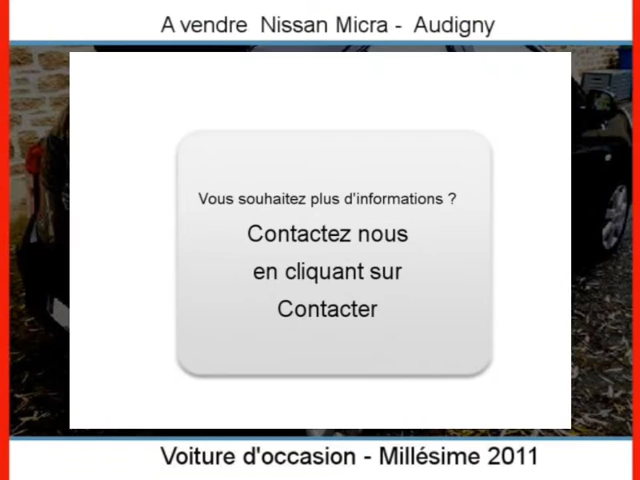 A vendre Nissan Micra - Audigny
Vous souhaitez plus d'informations ?
Contactez nous
en cliquant sur
Contacter
Voiture d'occasion - Millésime 2011